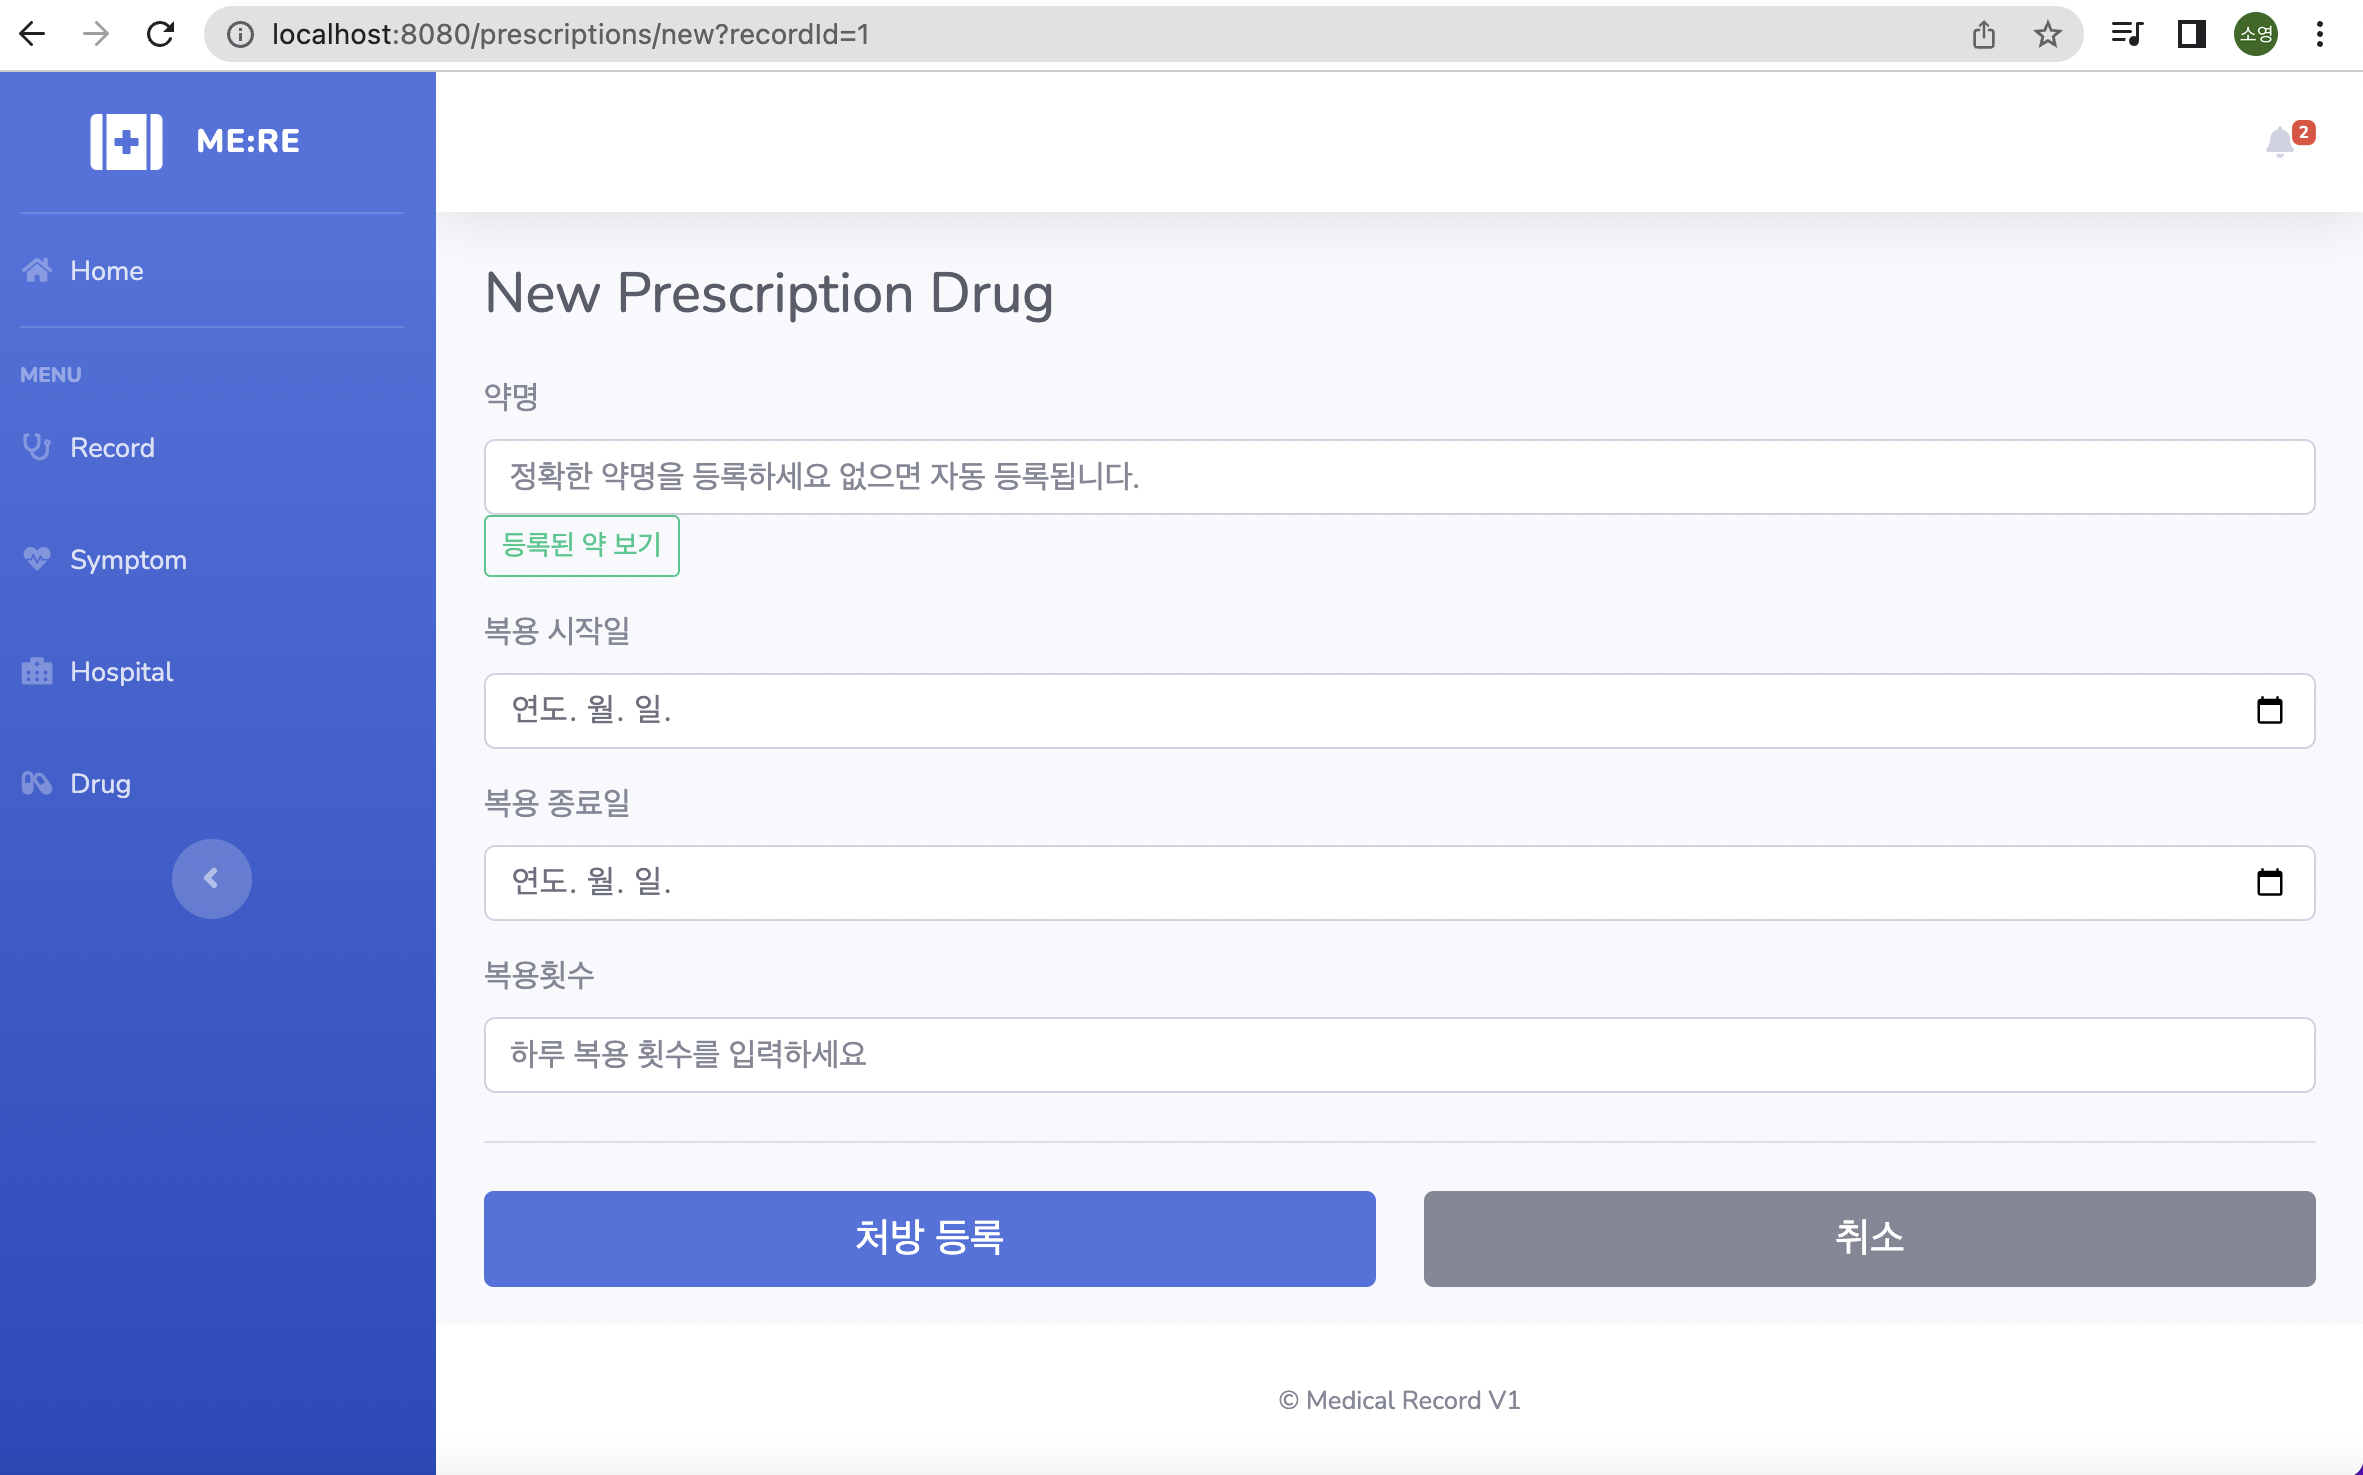 localhost:8080/prescriptions/new?recordId=1
소영
ME:RE
2
Home
MENU
Record
Symptom
Hospital
Drug
New Prescription Drug
약명
정확한 약명을 등록하세요 없으면 자동 등록됩니다.
등록된 약 보기
복용 시작일
연도. 월. 일.
복용 종료일
연도. 월. 일.
복용횟수
하루 복용 횟수를 입력하세요
처방 등록
취소
© Medical Record V1